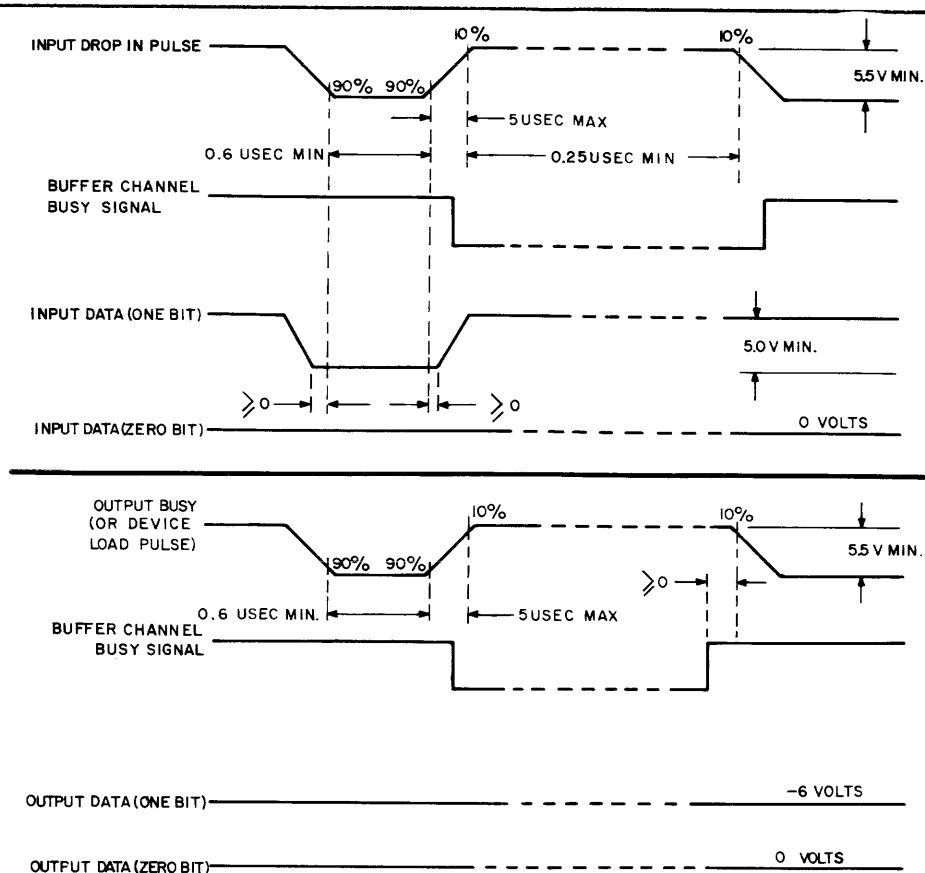 INPUT DROP IN PULSE
10%
10%
90% 90%
5.5 V MIN.
5 USEC MAX
0.6 USEC MIN
0.25 USEC MIN
BUFFER CHANNEL
BUSY SIGNAL
INPUT DATA (ONE BIT)
5.0 V MIN.
≥0
≥0
INPUT DATA (ZERO BIT)
0 VOLTS
OUTPUT BUSY
(OR DEVICE
LOAD PULSE)
10%
10%
90% 90%
5.5 V MIN.
≥0
0.6 USEC MIN.
5 USEC MAX
BUFFER CHANNEL
BUSY SIGNAL
OUTPUT DATA (ONE BIT)
-6 VOLTS
OUTPUT DATA (ZERO BIT)
0 VOLTS